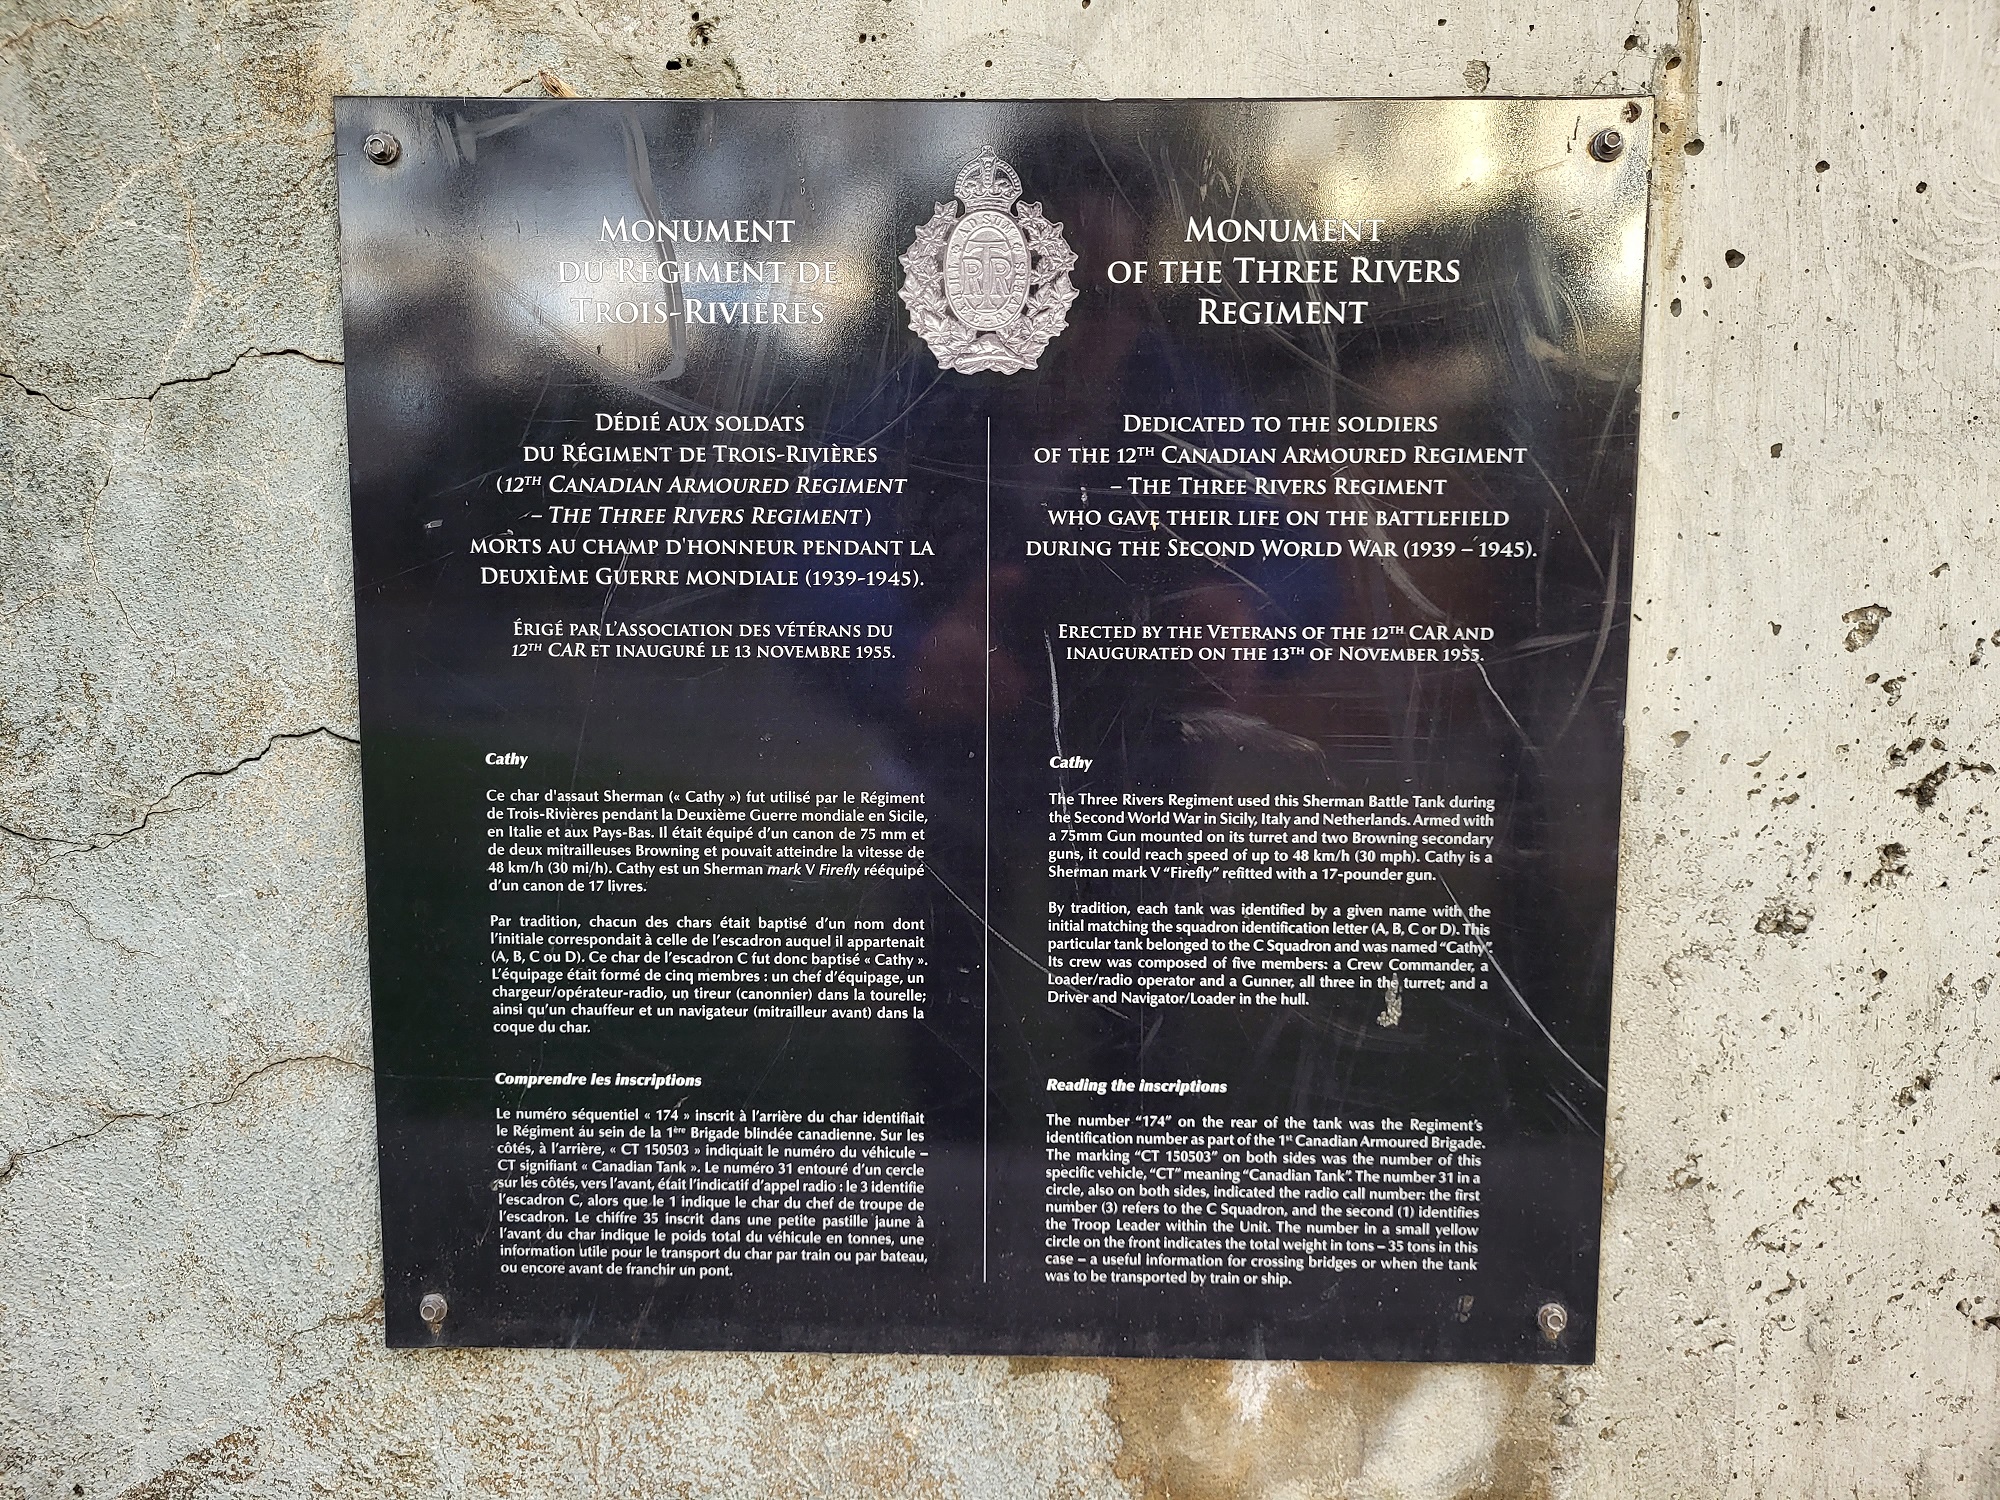 Monument
du Régiment de
Trois-Rivières
Dédié aux soldats
du Régiment de Trois-Rivières
(12TH Canadian Armoured Regiment
– The Three Rivers Regiment)
morts au champ d'honneur pendant la
Deuxième Guerre mondiale (1939-1945).
Érigé par l'Association des vétérans du
12TH CAR et inauguré le 13 novembre 1955.
Cathy
Ce char d'assaut Sherman (« Cathy ») fut utilisé par le Régiment
de Trois-Rivières pendant la Deuxième Guerre mondiale en Sicile,
en Italie et aux Pays-Bas. Il était équipé d'un canon de 75 mm et
de deux mitrailleuses Browning et pouvait atteindre la vitesse de
48 km/h (30 mi/h). Cathy est un Sherman mark V Firefly rééquipé
d'un canon de 17 livres.
Par tradition, chacun des chars était baptisé d'un nom dont
l'initiale correspondait à celle de l'escadron auquel il appartenait
(A, B, C ou D). Ce char de l'escadron C fut donc baptisé « Cathy ».
L'équipage était formé de cinq membres : un chef d'équipage, un
chargeur/opérateur-radio, un tireur (canonnier) dans la tourelle;
ainsi qu'un chauffeur et un navigateur (mitrailleur avant) dans la
coque du char.
Comprendre les inscriptions
Le numéro séquentiel « 174 » inscrit à l'arrière du char identifiait
le Régiment au sein de la 1ère Brigade blindée canadienne. Sur les
côtés, à l'arrière, « CT 150503 » indiquait le numéro du véhicule –
CT signifiant « Canadian Tank ». Le numéro 31 entouré d'un cercle
sur les côtés, vers l'avant, était l'indicatif d'appel radio : le 3 identifie
l'escadron C, alors que le 1 indique le char du chef de troupe de
l'escadron. Le chiffre 35 inscrit dans une petite pastille jaune à
l'avant du char indique le poids total du véhicule en tonnes, une
information utile pour le transport du char par train ou par bateau,
ou encore avant de franchir un pont.
TRR
Monument
of the Three Rivers
Regiment
Dedicated to the soldiers
of the 12TH Canadian Armoured Regiment
– The Three Rivers Regiment
who gave their life on the battlefield
during the Second World War (1939 – 1945).
Erected by the Veterans of the 12TH CAR and
inaugurated on the 13TH of November 1955.
Cathy
The Three Rivers Regiment used this Sherman Battle Tank during
the Second World War in Sicily, Italy and Netherlands. Armed with
a 75mm Gun mounted on its turret and two Browning secondary
guns, it could reach speed of up to 48 km/h (30 mph). Cathy is a
Sherman mark V "Firefly" refitted with a 17-pounder gun.
By tradition, each tank was identified by a given name with the
initial matching the squadron identification letter (A, B, C or D). This
particular tank belonged to the C Squadron and was named "Cathy".
Its crew was composed of five members: a Crew Commander, a
Loader/radio operator and a Gunner, all three in the turret; and a
Driver and Navigator/Loader in the hull.
Reading the inscriptions
The number "174" on the rear of the tank was the Regiment's
identification number as part of the 1st Canadian Armoured Brigade.
The marking "CT 150503" on both sides was the number of this
specific vehicle, "CT" meaning "Canadian Tank". The number 31 in a
circle, also on both sides, indicated the radio call number: the first
number (3) refers to the C Squadron, and the second (1) identifies
the Troop Leader within the Unit. The number in a small yellow
circle on the front indicates the total weight in tons – 35 tons in this
case – a useful information for crossing bridges or when the tank
was to be transported by train or ship.